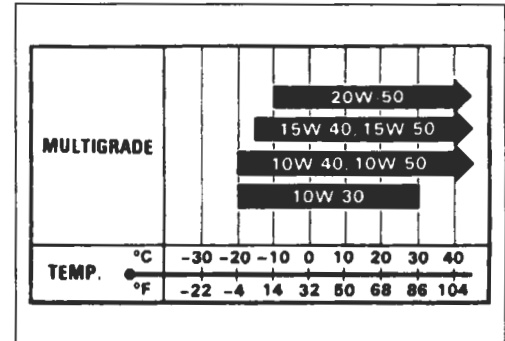 20W 50
15W 40, 15W 50
MULTIGRADE
10W 40, 10W 50
10W 30
°C -30 -20 -10 0 10 20 30 40
TEMP.
°F -22 -4 14 32 50 68 86 104